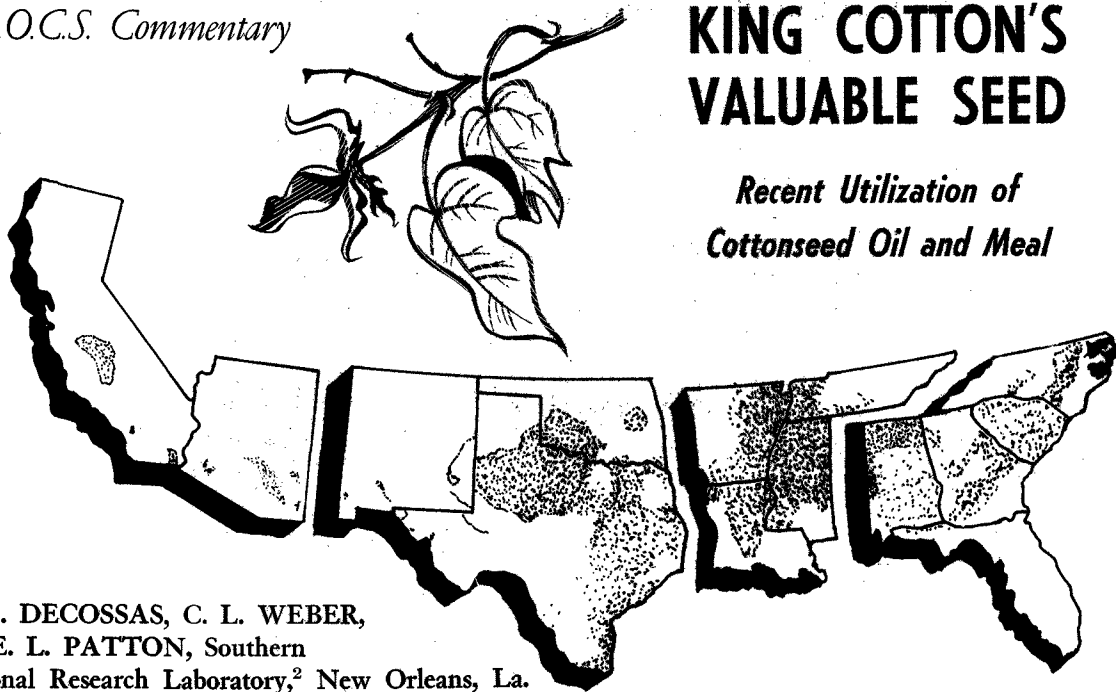 .O.C.S. Commentary
KING COTTON'S
VALUABLE SEED
Recent Utilization of
Cottonseed Oil and Meal
. DECOSSAS, C. L. WEBER,
E. L. PATTON, Southern
nal Research Laboratory,² New Orleans, La.